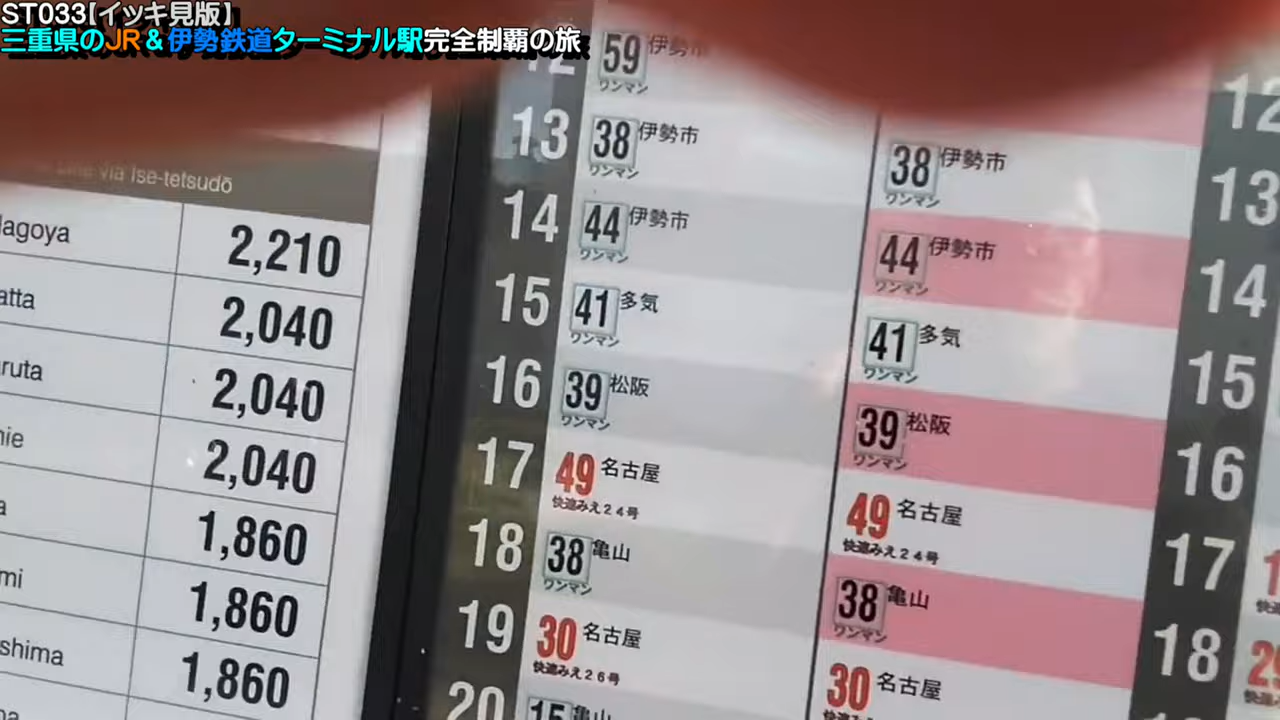 ST033【イッキ見版】
三重県のJR&伊勢鉄道ターミナル駅完全制覇の旅
via Ise-tetsudō
2,210
2,040
2,040
2,040
1,860
1,860
1,860
12 59 伊勢市
ワンマン
13 38 伊勢市
ワンマン
14 44 伊勢市
ワンマン
15 41 多気
ワンマン
16 39 松阪
ワンマン
17 49 名古屋
快速みえ24号
18 38 亀山
ワンマン
19 30 名古屋
快速みえ26号
20 15 亀山
38 伊勢市
ワンマン
44 伊勢市
ワンマン
41 多気
ワンマン
39 松阪
ワンマン
49 名古屋
快速みえ24号
38 亀山
ワンマン
30 名古屋
12
13
14
15
16
17
18